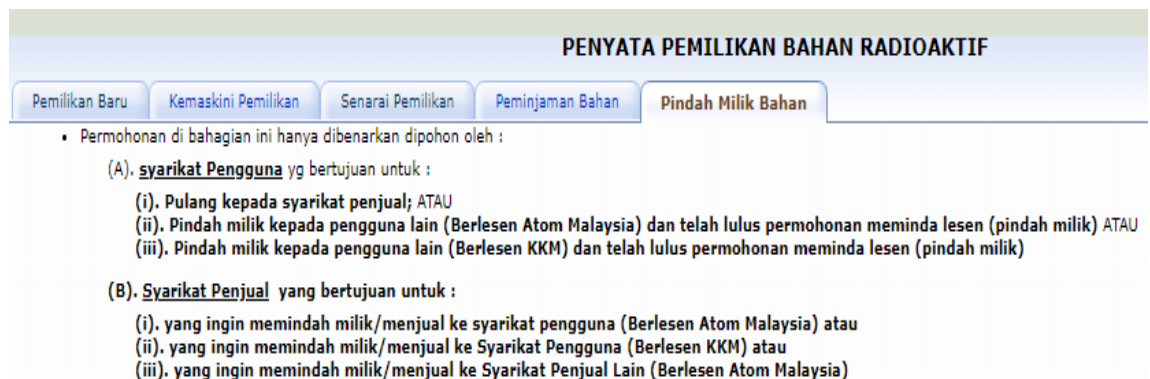 PENYATA PEMILIKAN BAHAN RADIOAKTIF
Pemilikan Baru Kemaskini Pemilikan Senarai Pemilikan Peminjaman Bahan Pindah Milik Bahan
• Permohonan di bahagian ini hanya dibenarkan dipohon oleh :
(A). syarikat Pengguna yg bertujuan untuk :
(i). Pulang kepada syarikat penjual; ATAU
(ii). Pindah milik kepada pengguna lain (Berlesen Atom Malaysia) dan telah lulus permohonan meminda lesen (pindah milik) ATAU
(iii). Pindah milik kepada pengguna lain (Berlesen KKM) dan telah lulus permohonan meminda lesen (pindah milik)
(B). Syarikat Penjual yang bertujuan untuk :
(i). yang ingin memindah milik/menjual ke syarikat pengguna (Berlesen Atom Malaysia) atau
(ii). yang ingin memindah milik/menjual ke Syarikat Pengguna (Berlesen KKM) atau
(iii). yang ingin memindah milik/menjual ke Syarikat Penjual Lain (Berlesen Atom Malaysia)